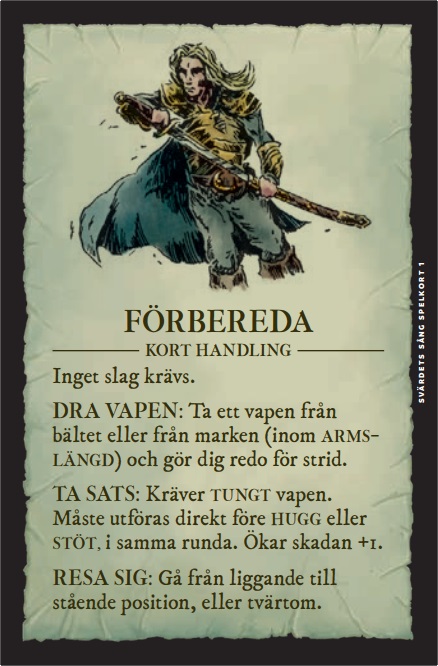 FÖRBEREDA
KORT HANDLING
Inget slag krävs.
DRA VAPEN: Ta ett vapen från
bältet eller från marken (inom ARMS-
LÄNGD) och gör dig redo för strid.
TA SATS: Kräver TUNGT vapen.
Måste utföras direkt före HUGG eller
STÖT, i samma runda. Ökar skadan +1.
RESA SIG: Gå från liggande till
stående position, eller tvärtom.
SVÄRDETS SÅNG SPELKORT 1